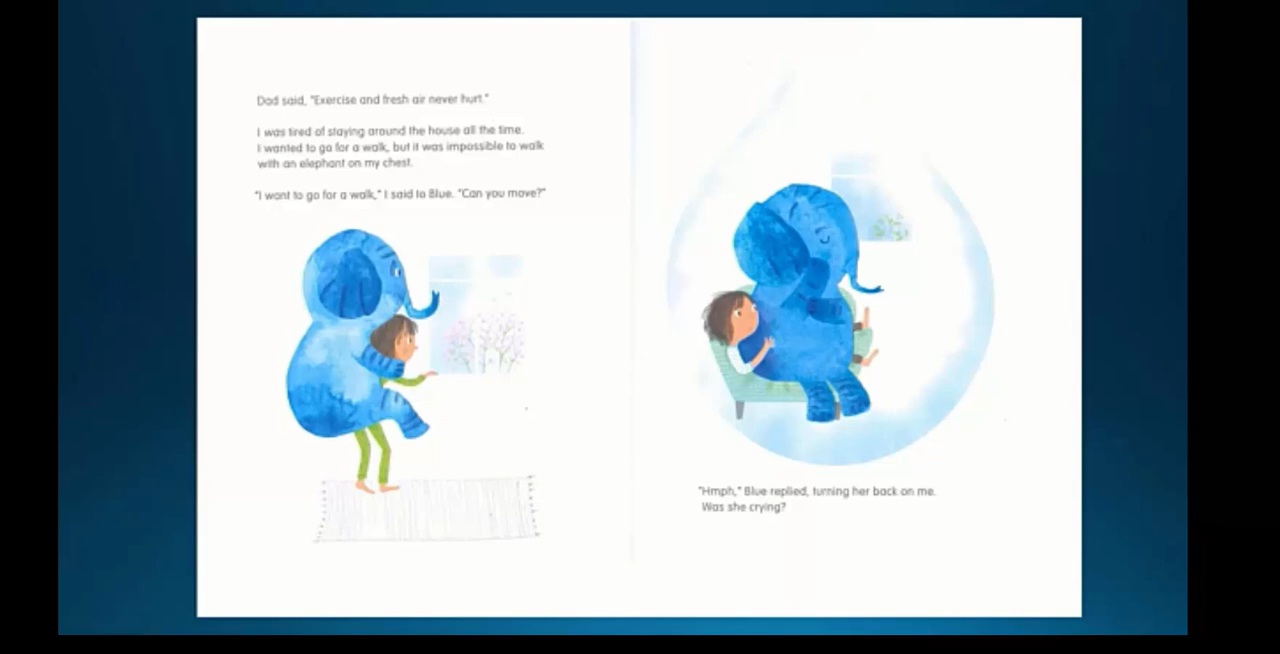 Dad said, "Exercise and fresh air never hurt."
I was tired of staying around the house all the time.
I wanted to go for a walk, but it was impossible to walk
with an elephant on my chest.
"I want to go for a walk," I said to Blue. "Can you move?"
"Hmph," Blue replied, turning her back on me.
Was she crying?